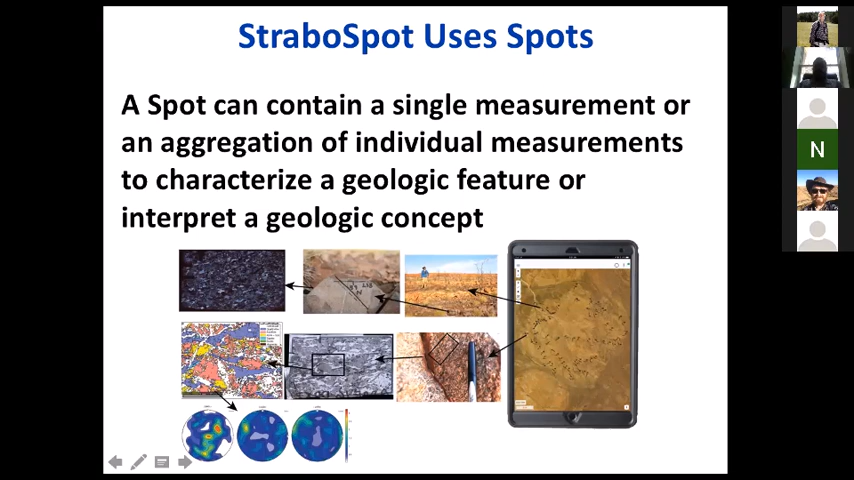 StraboSpot Uses Spots
A Spot can contain a single measurement or
an aggregation of individual measurements
to characterize a geologic feature or
interpret a geologic concept
N